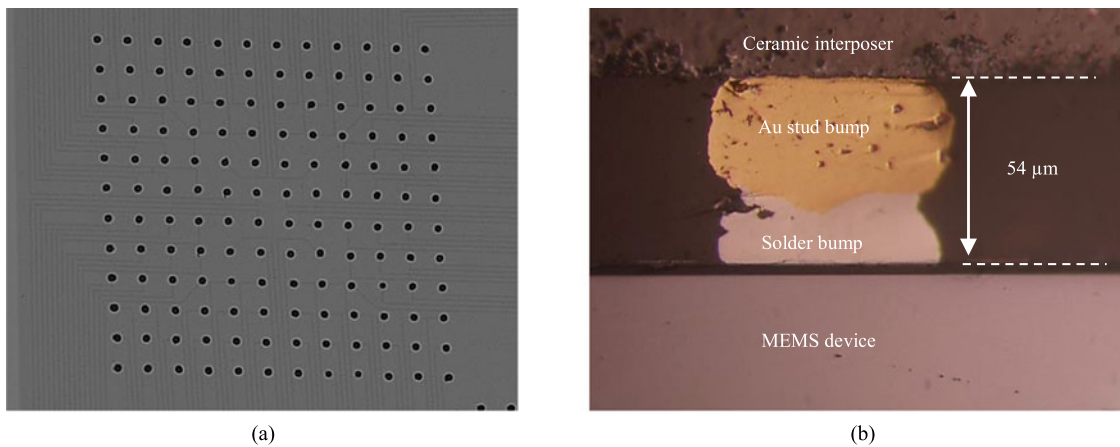 Ceramic interposer
Au stud bump
54 µm
Solder bump
MEMS device
(a)
(b)